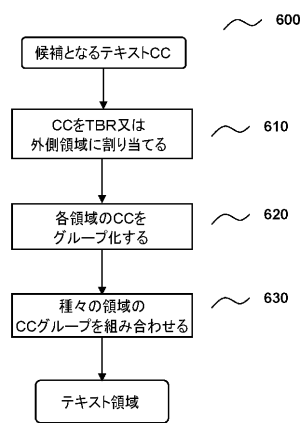 600
候補となるテキストCC
CCをTBR又は
外側領域に割り当てる
610
各領域のCCを
グループ化する
620
種々の領域の
CCグループを組み合わせる
630
テキスト領域